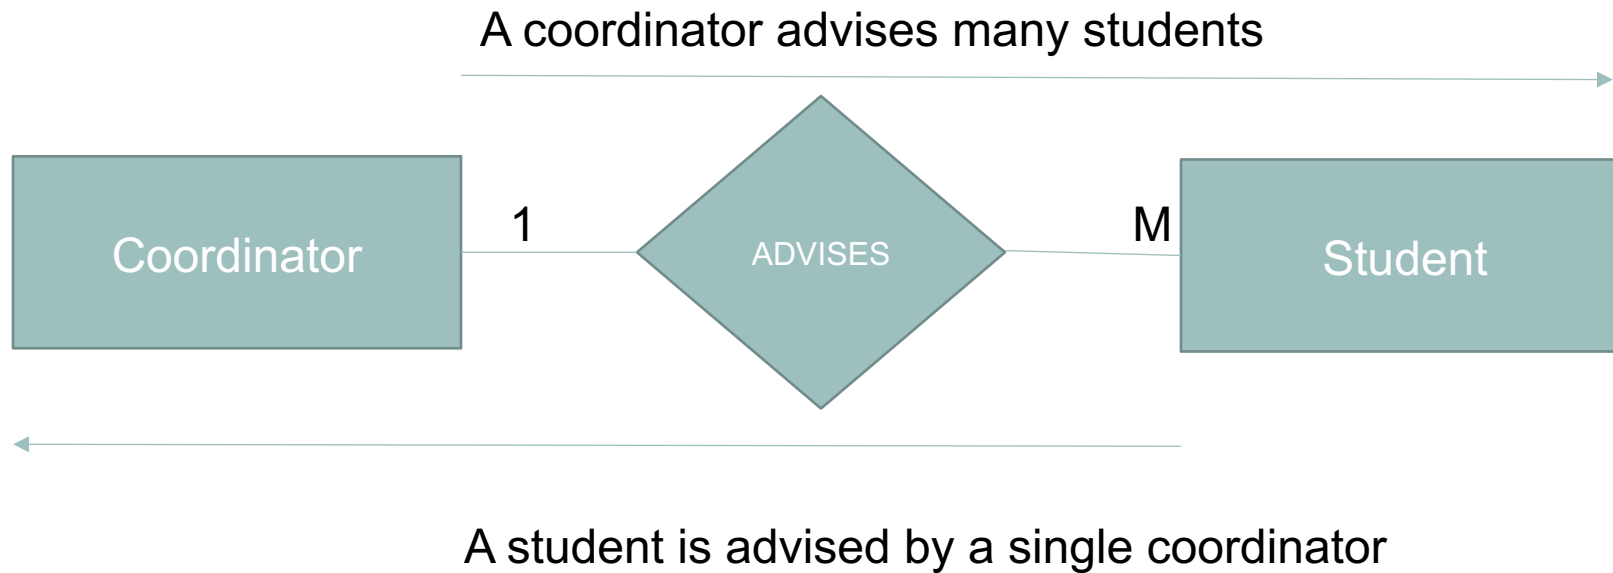 A coordinator advises many students
Coordinator
1
ADVISES
M
Student
A student is advised by a single coordinator